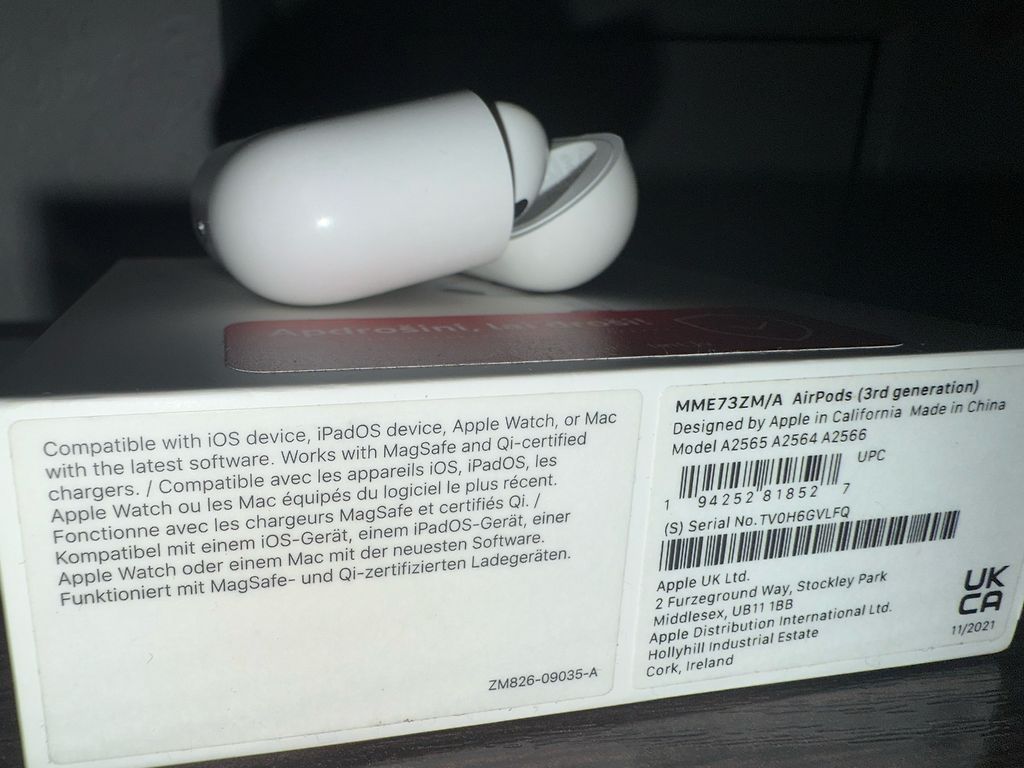 Apdrošini, lai droši!
Compatible with iOS device, iPadOS device, Apple Watch, or Mac
with the latest software. Works with MagSafe and Qi-certified
chargers. / Compatible avec les appareils iOS, iPadOS, les
Apple Watch ou les Mac équipés du logiciel le plus récent.
Fonctionne avec les chargeurs MagSafe et certifiés Qi. /
Kompatibel mit einem iOS-Gerät, einem iPadOS-Gerät, einer
Apple Watch oder einem Mac mit der neuesten Software.
Funktioniert mit MagSafe- und Qi-zertifizierten Ladegeräten.
ZM826-09035-A
MME73ZM/A AirPods (3rd generation)
Designed by Apple in California Made in China
Model A2565 A2564 A2566
UPC
1 94252 81852 7
(S) Serial No. TV0H6GVLFQ
Apple UK Ltd.
2 Furzeground Way, Stockley Park
Middlesex, UB11 1BB
Apple Distribution International Ltd.
Hollyhill Industrial Estate
Cork, Ireland
UK
CA
11/2021